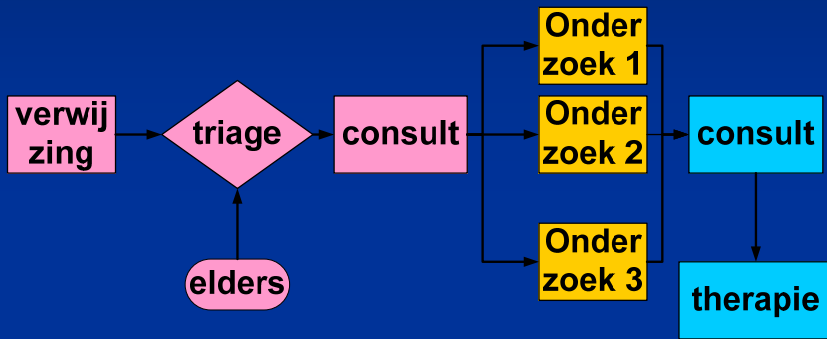 verwij
zing
triage
elders
consult
Onder
zoek 1
Onder
zoek 2
Onder
zoek 3
consult
therapie